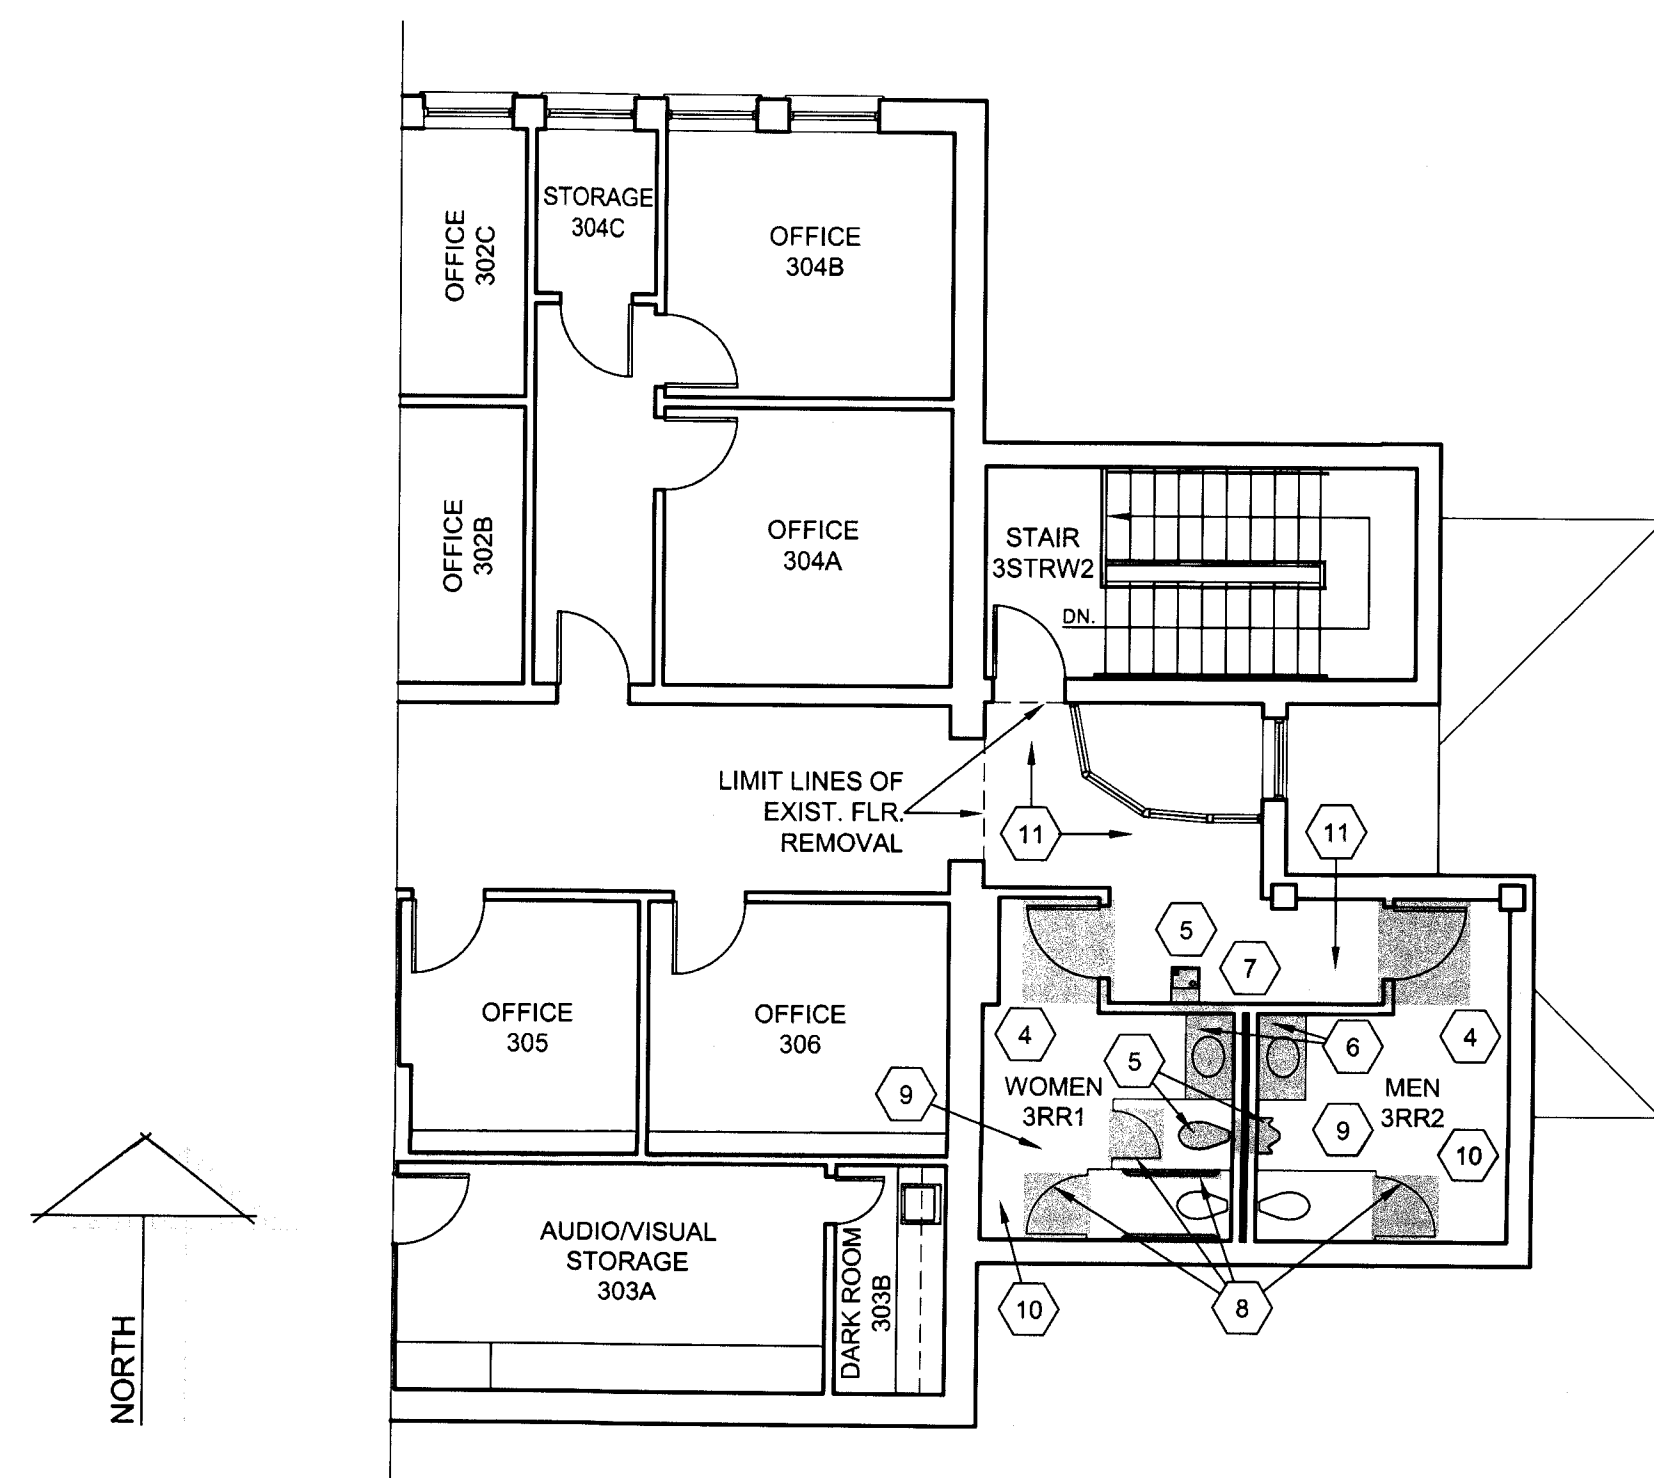 STORAGE
304C
OFFICE
302C
OFFICE
304B
OFFICE
302B
OFFICE
304A
STAIR
3STRW2
DN.
LIMIT LINES OF
EXIST. FLR.
REMOVAL
11
11
5
7
OFFICE
305
OFFICE
306
4
6
4
5
9
WOMEN
3RR1
MEN
3RR2
9
10
AUDIO/VISUAL
STORAGE
303A
DARK ROOM
303B
10
8
NORTH